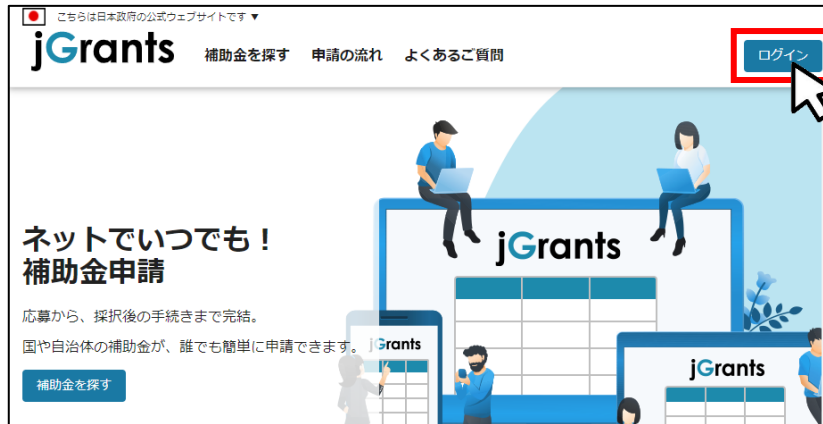 こちらは日本政府の公式ウェブサイトです ▼
jGrants
補助金を探す 申請の流れ よくあるご質問
ログイン
ネットでいつでも！
補助金申請
応募から、採択後の手続きまで完結。
国や自治体の補助金が、誰でも簡単に申請できます。
補助金を探す
jGrants
jGrants
jGrants